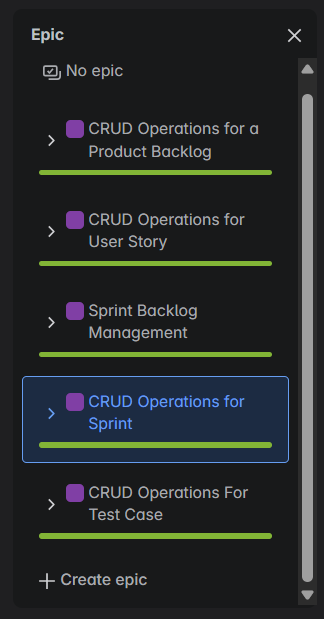 Epic
No epic
CRUD Operations for a
Product Backlog
CRUD Operations for
User Story
Sprint Backlog
Management
CRUD Operations for
Sprint
CRUD Operations For
Test Case
Create epic